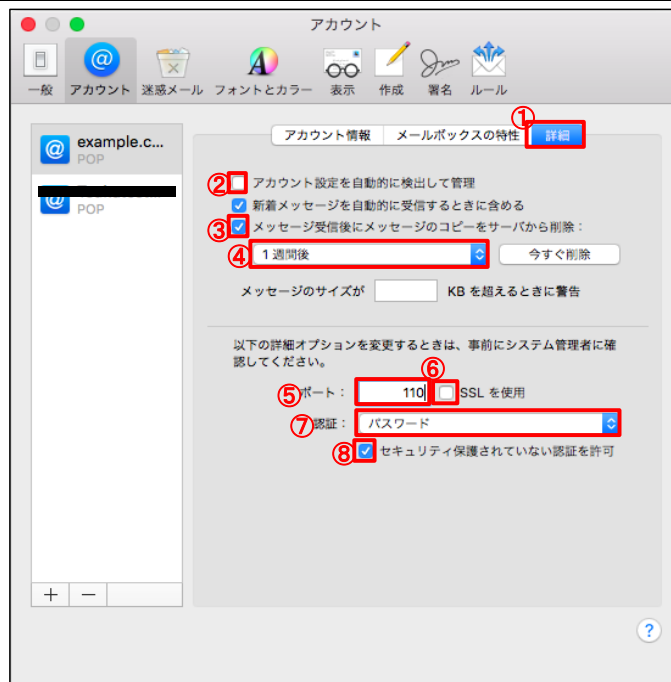 アカウント
一般 アカウント 迷惑メール フォントとカラー 表示 作成 署名 ルール
①
アカウント情報 メールボックスの特性 詳細
example.c...
POP
POP
② アカウント設定を自動的に検出して管理
新着メッセージを自動的に受信するときに含める
③ メッセージ受信後にメッセージのコピーをサーバから削除：
④ 1 週間後 今すぐ削除
メッセージのサイズが KB を超えるときに警告
以下の詳細オプションを変更するときは、事前にシステム管理者に確
認してください。
⑥
⑤ ポート： 110 SSL を使用
⑦ 認証： パスワード
⑧ セキュリティ保護されていない認証を許可
+ −
?